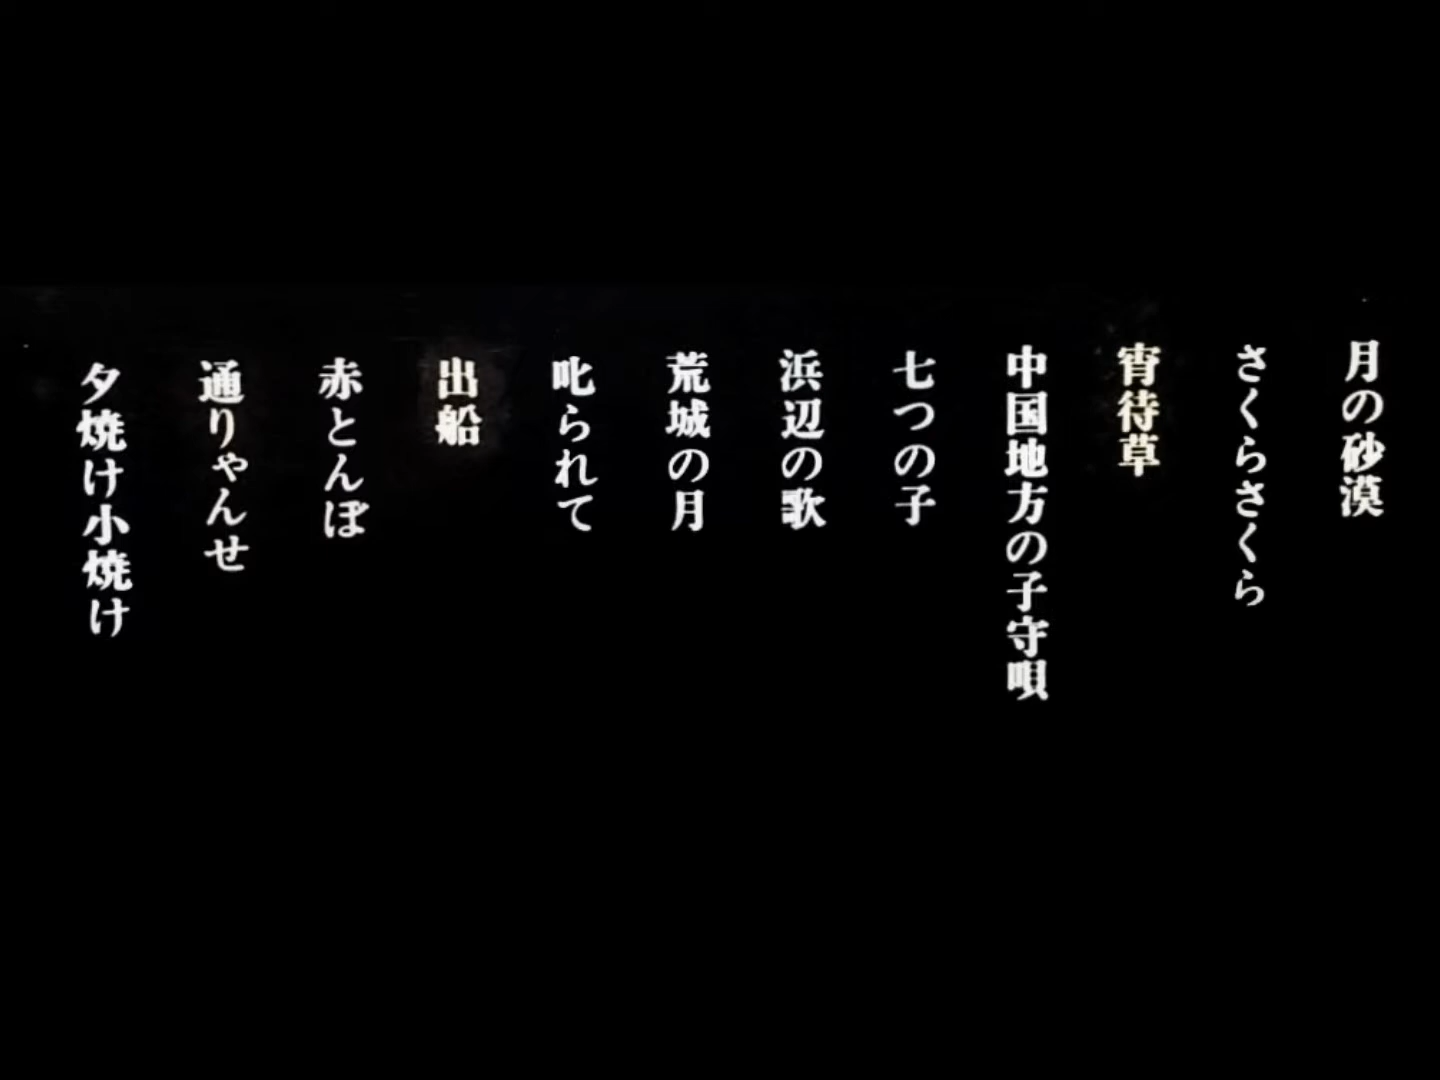 月の砂漠
さくらさくら
宵待草
中国地方の子守唄
七つの子
浜辺の歌
荒城の月
叱られて
出船
赤とんぼ
通りゃんせ
夕焼け小焼け